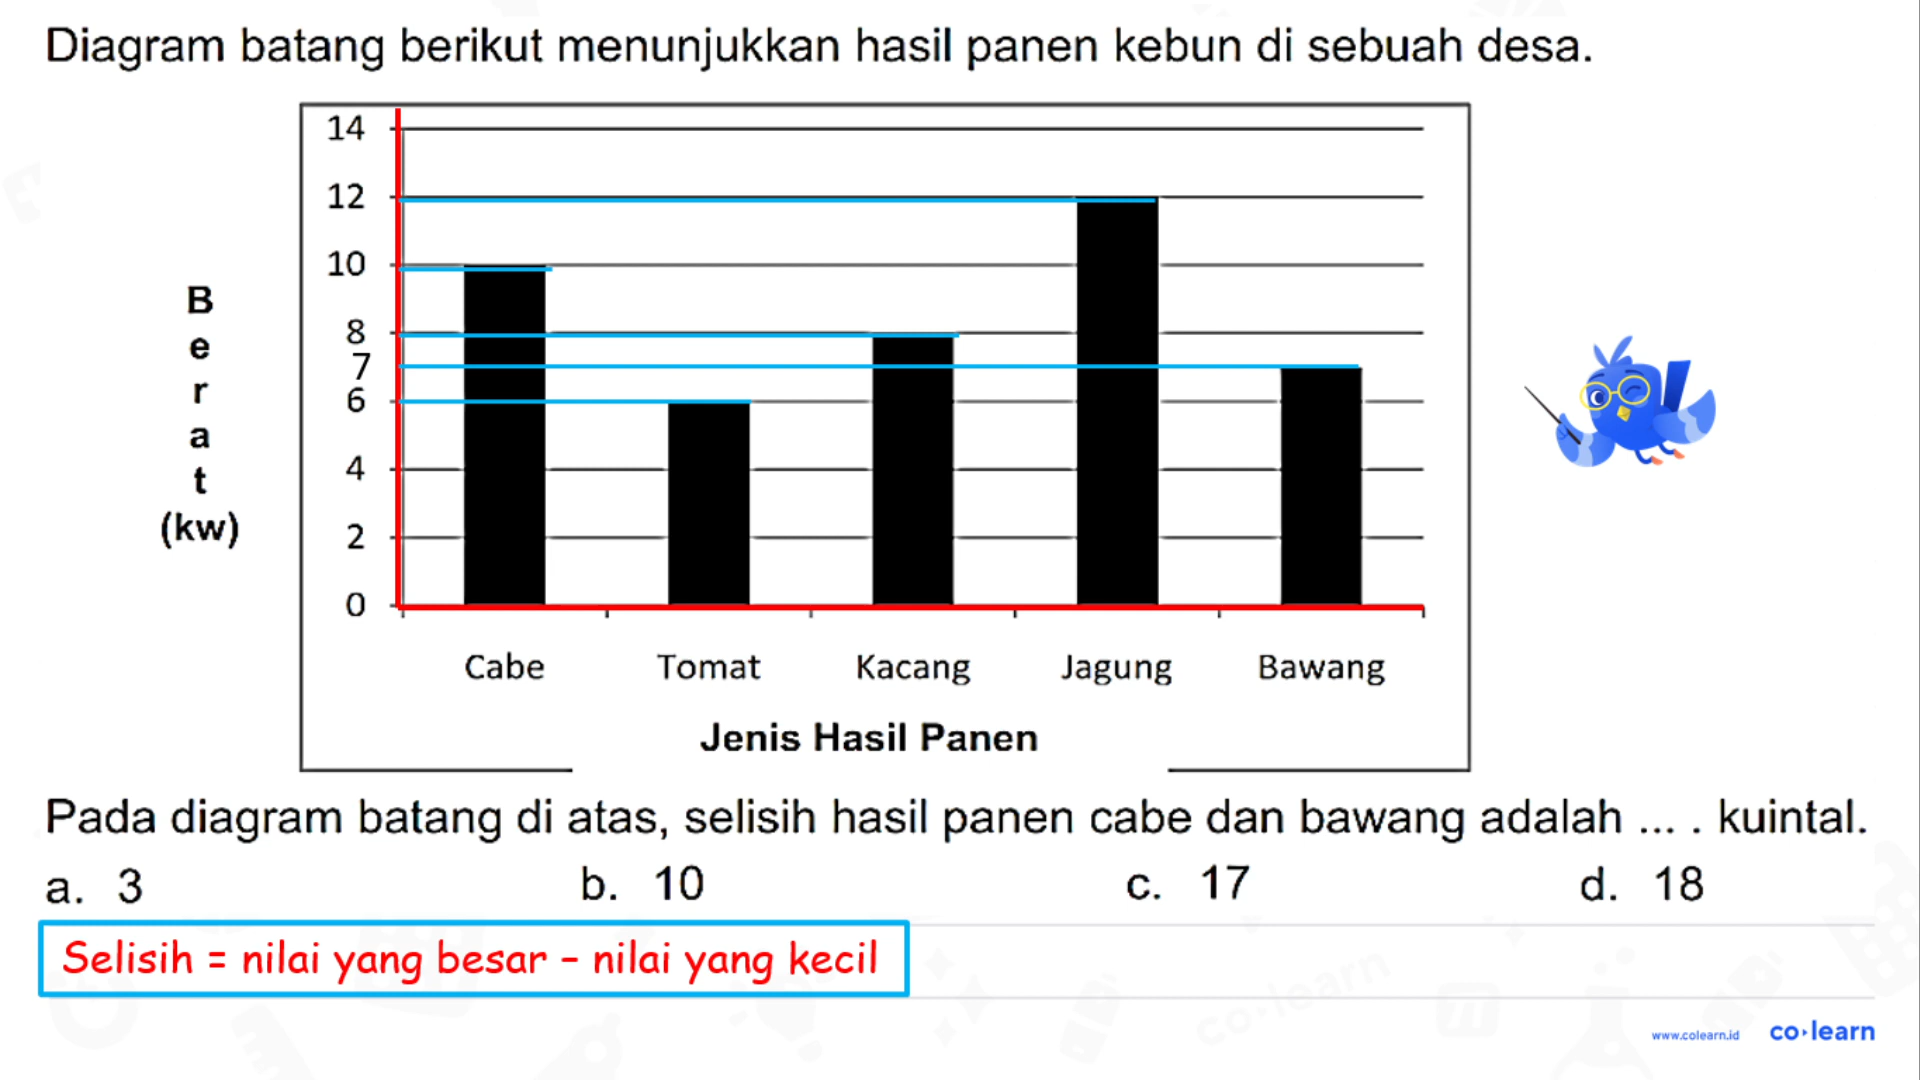 Diagram batang berikut menunjukkan hasil panen kebun di sebuah desa.
14
12
10
8
7
6
4
2
0
B
e
r
a
t
(kw)
Cabe Tomat Kacang Jagung Bawang
Jenis Hasil Panen
Pada diagram batang di atas, selisih hasil panen cabe dan bawang adalah ... . kuintal.
a. 3 b. 10 c. 17 d. 18
Selisih = nilai yang besar – nilai yang kecil
co·learn
www.colearn.id co·learn